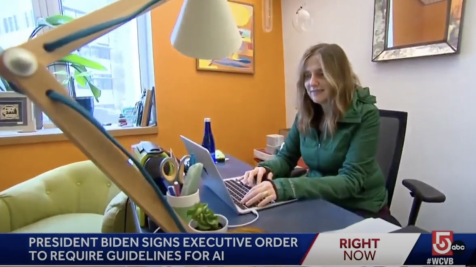 PRESIDENT BIDEN SIGNS EXECUTIVE ORDER
TO REQUIRE GUIDELINES FOR AI
RIGHT NOW
5 abc
#WCVB